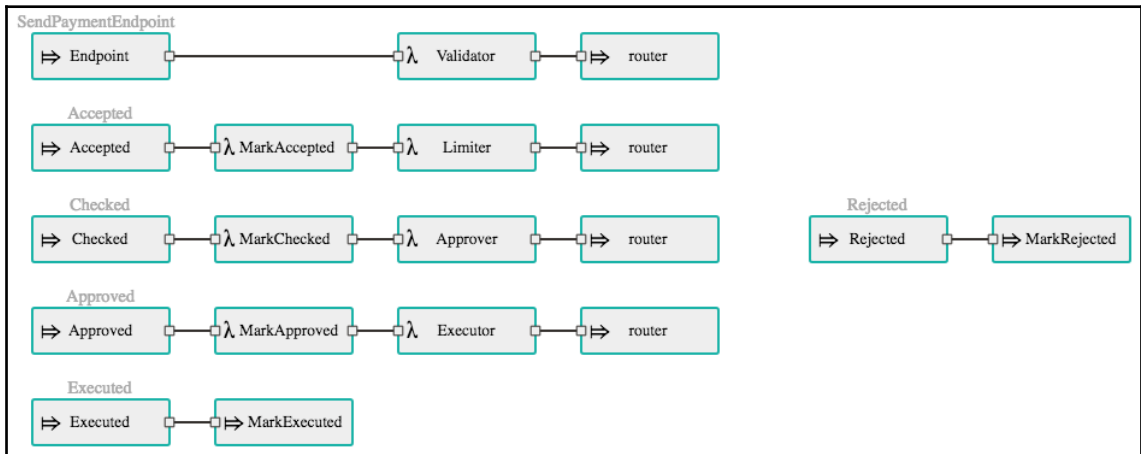 SendPaymentEndpoint
Endpoint λ Validator router
Accepted
Accepted λ MarkAccepted λ Limiter router
Checked Rejected
Checked λ MarkChecked λ Approver router Rejected MarkRejected
Approved
Approved λ MarkApproved λ Executor router
Executed
Executed MarkExecuted